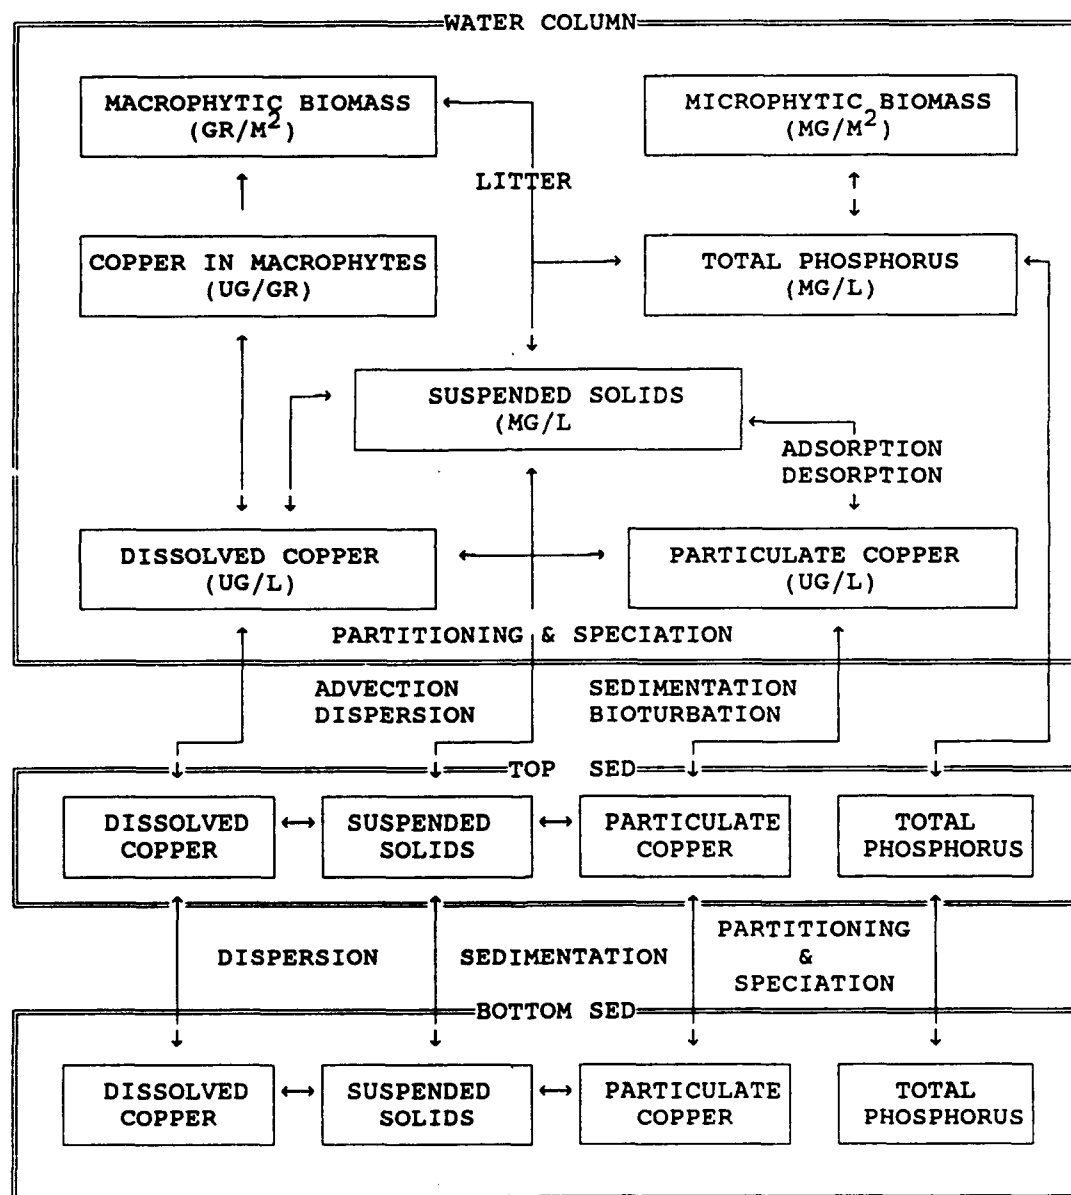 WATER COLUMN
MACROPHYTIC BIOMASS
(GR/M²)
MICROPHYTIC BIOMASS
(MG/M²)
LITTER
COPPER IN MACROPHYTES
(UG/GR)
TOTAL PHOSPHORUS
(MG/L)
SUSPENDED SOLIDS
(MG/L
ADSORPTION
DESORPTION
DISSOLVED COPPER
(UG/L)
PARTICULATE COPPER
(UG/L)
PARTITIONING & SPECIATION
ADVECTION
DISPERSION
SEDIMENTATION
BIOTURBATION
TOP SED
DISSOLVED
COPPER
SUSPENDED
SOLIDS
PARTICULATE
COPPER
TOTAL
PHOSPHORUS
DISPERSION
SEDIMENTATION
PARTITIONING
&
SPECIATION
BOTTOM SED
DISSOLVED
COPPER
SUSPENDED
SOLIDS
PARTICULATE
COPPER
TOTAL
PHOSPHORUS